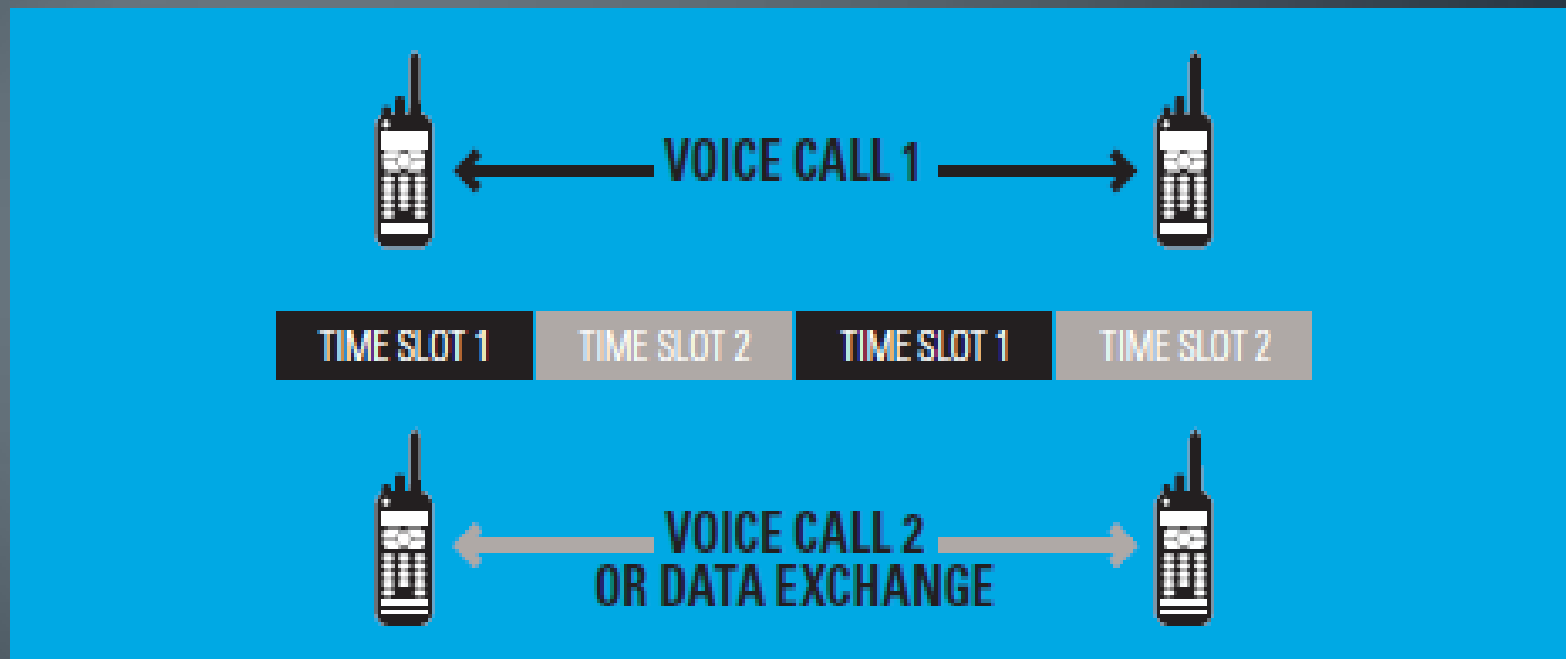 VOICE CALL 1
TIME SLOT 1 TIME SLOT 2 TIME SLOT 1 TIME SLOT 2
VOICE CALL 2
OR DATA EXCHANGE